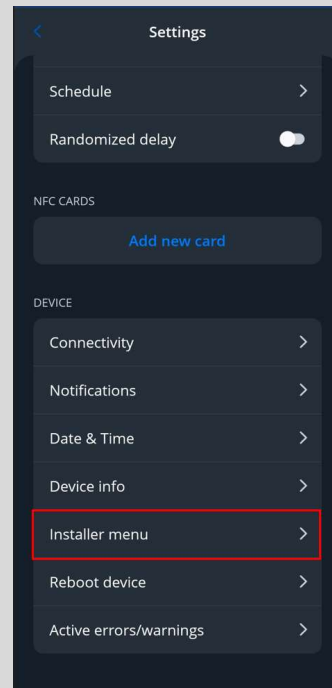 Settings
Schedule
Randomized delay
NFC CARDS
Add new card
DEVICE
Connectivity
Notifications
Date & Time
Device info
Installer menu
Reboot device
Active errors/warnings